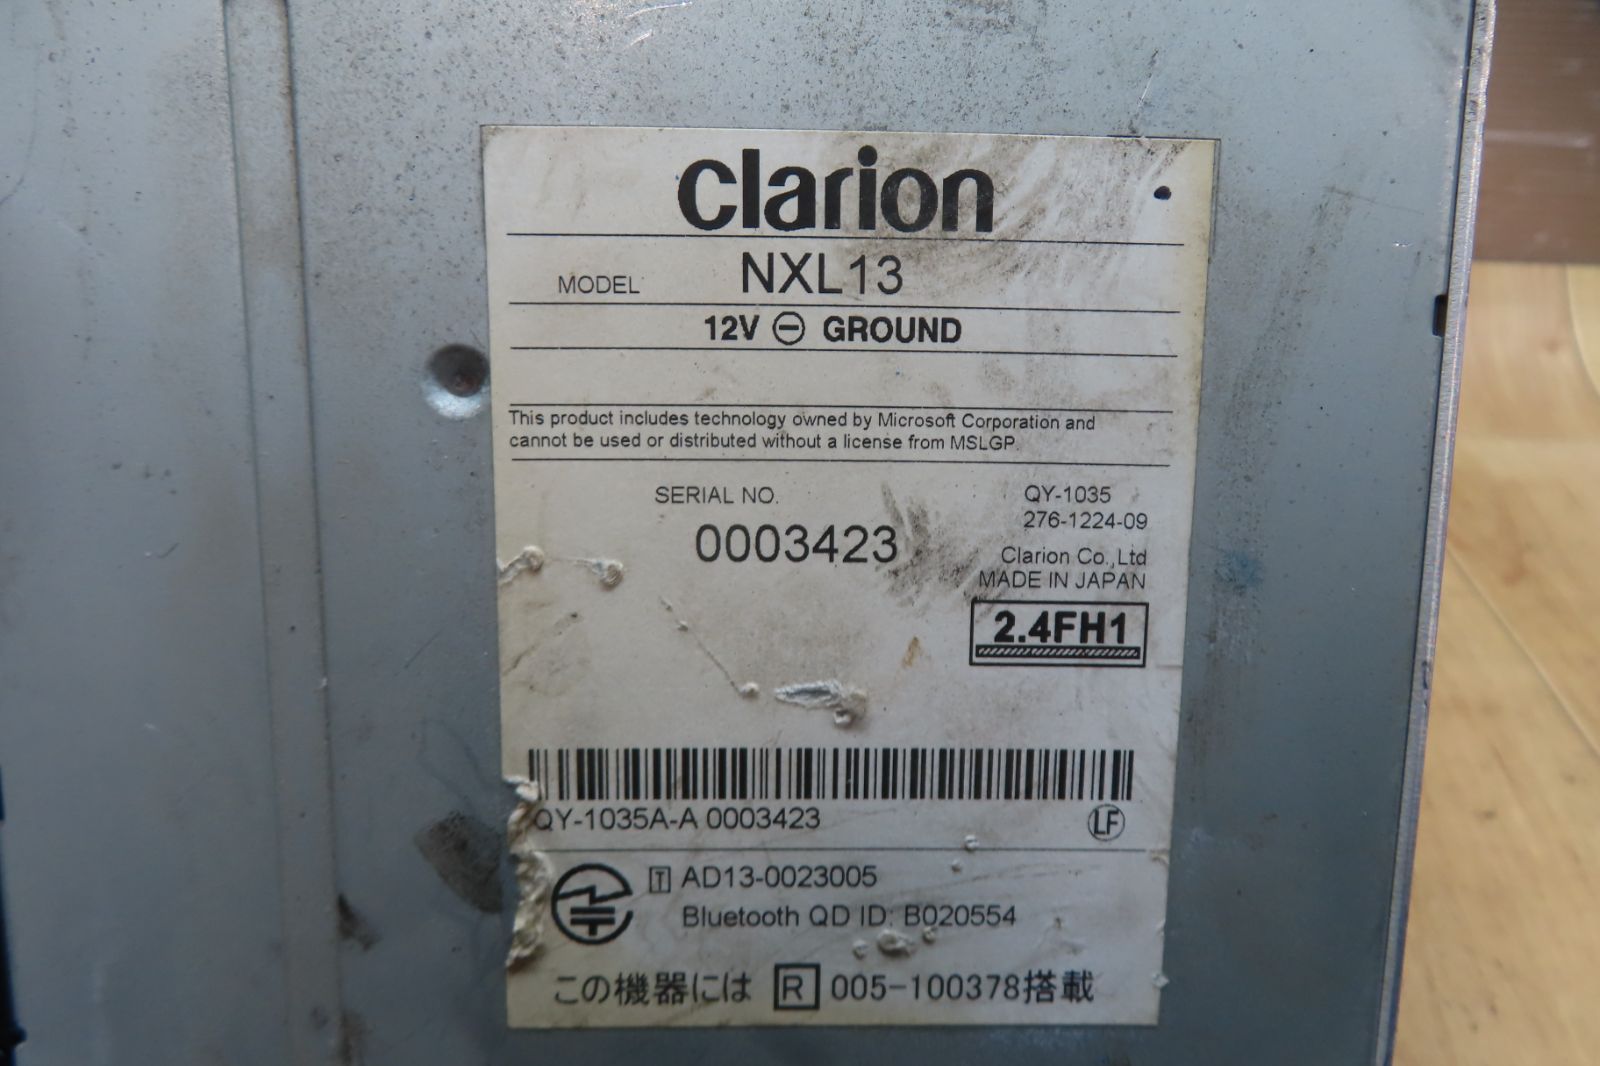 clarion
MODEL NXL13
12V ⊖ GROUND
This product includes technology owned by Microsoft Corporation and
cannot be used or distributed without a license from MSLGP.
SERIAL NO.
0003423
QY-1035
276-1224-09
Clarion Co.,Ltd
MADE IN JAPAN
2.4FH1
QY-1035A-A 0003423
LF
T AD13-0023005
Bluetooth QD ID: B020554
この機器には R 005-100378搭載